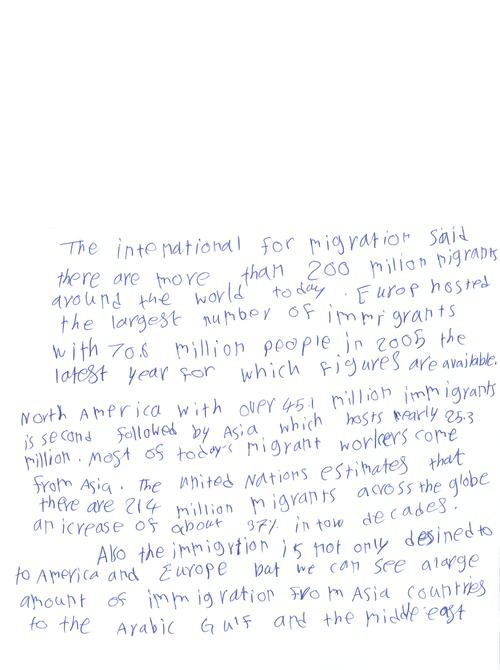 The international for migration said
there are more than 200 milion nigrants
around the world today. Europ hosted
the largest number of immigrants
with 70.6 million people in 2005 the
latest year for which figures are available.
North America with over 45.1 million immigrants
is second followed by Asia which hosts nearly 25.3
million. Most of today's migrant workers come
from Asia. The united Nations estimates that
there are 214 million migrants across the globe
an icrease of about 37% in tow decades.
Also the immigrtion is not only desined to
to America and Europe but we can see alarge
amount of immigration from Asia countries
to the Arabic Gulf and the middle east